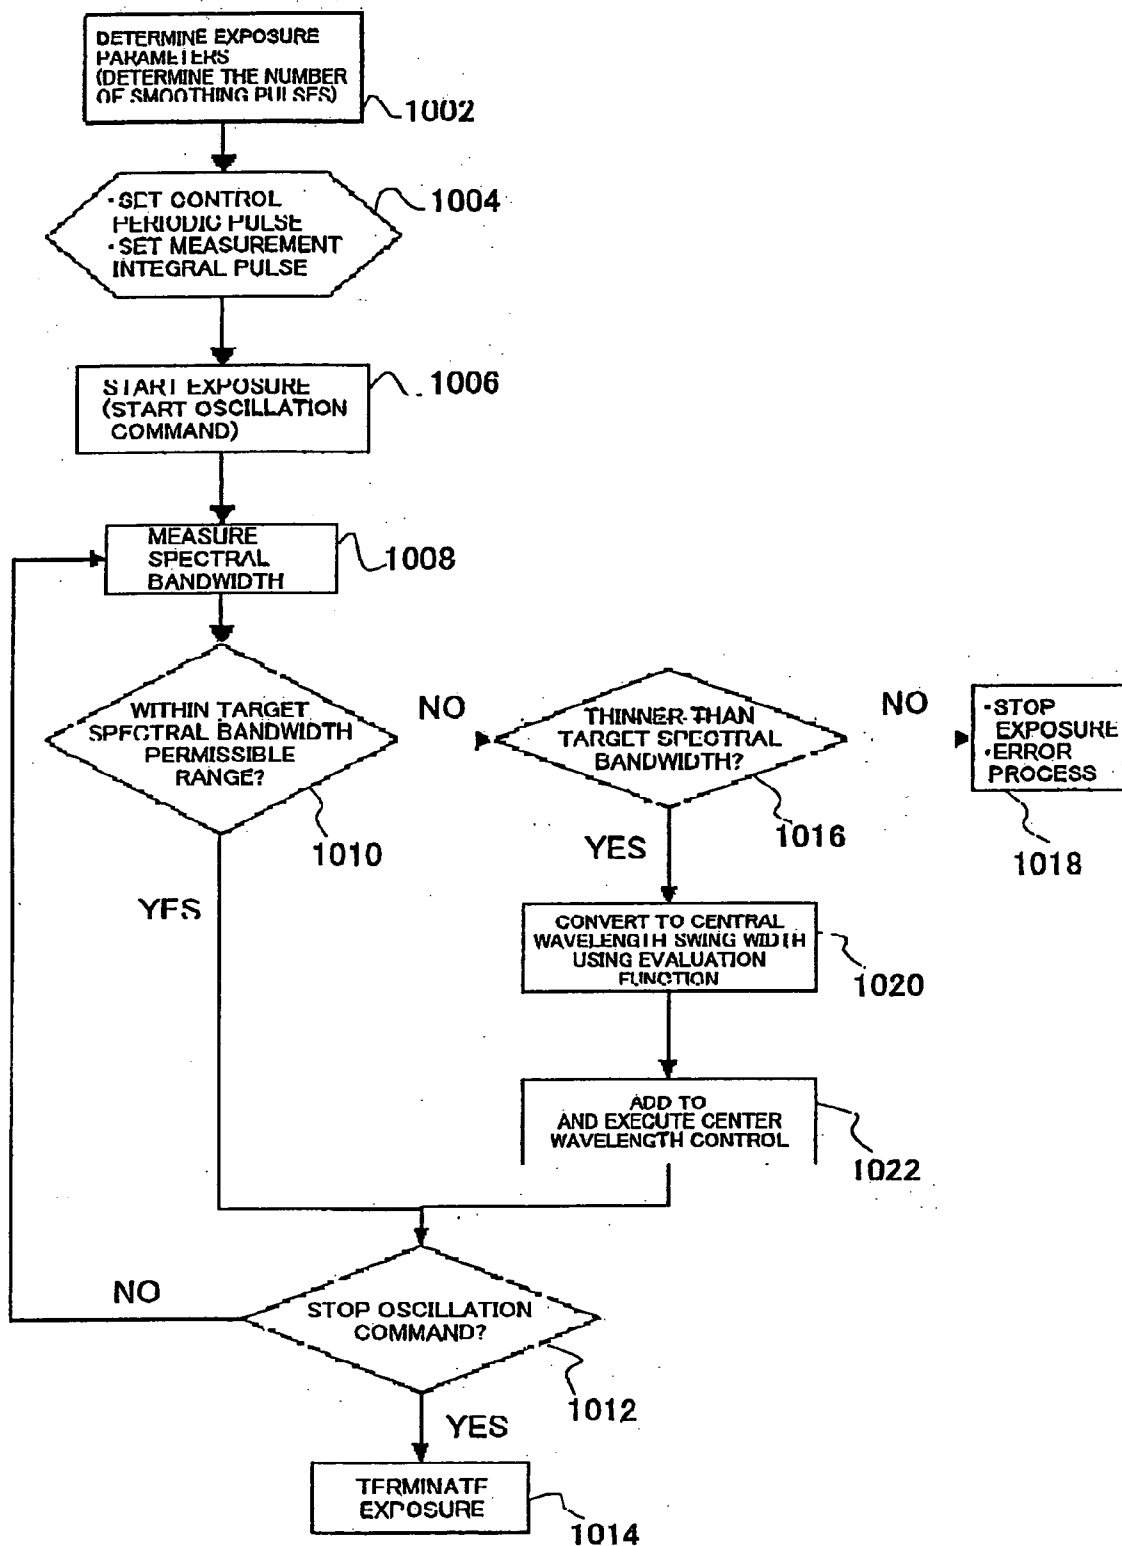 DETERMINE EXPOSURE
PARAMETERS
(DETERMINE THE NUMBER
OF SMOOTHING PULSES)
1002
・SET CONTROL
PERIODIC PULSE
・SET MEASUREMENT
INTEGRAL PULSE
1004
START EXPOSURE
(START OSCILLATION
COMMAND)
1006
MEASURE
SPECTRAL
BANDWIDTH
1008
WITHIN TARGET
SPECTRAL BANDWIDTH
PERMISSIBLE
RANGE?
1010
NO
THINNER THAN
TARGET SPECTRAL
BANDWIDTH?
1016
NO
・STOP
EXPOSURE
・ERROR
PROCESS
1018
YES
YES
CONVERT TO CENTRAL
WAVELENGTH SWING WIDTH
USING EVALUATION
FUNCTION
1020
ADD TO
AND EXECUTE CENTER
WAVELENGTH CONTROL
1022
NO
STOP OSCILLATION
COMMAND?
1012
YES
TERMINATE
EXPOSURE
1014